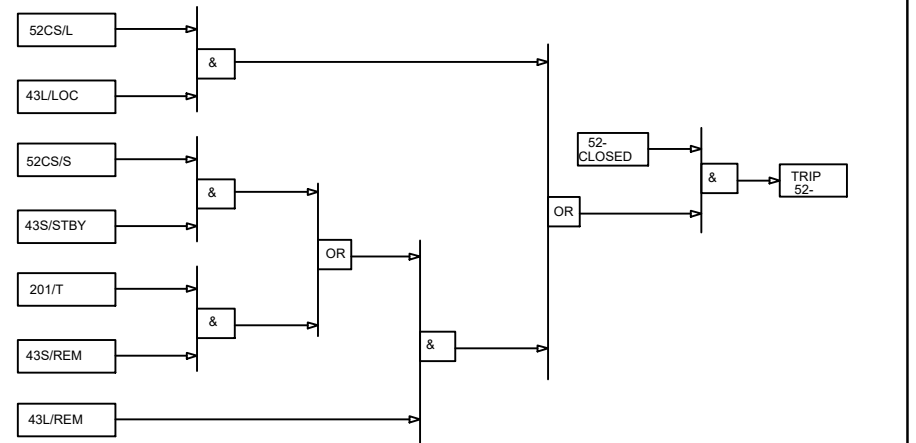 52CS/L
&
43L/LOC
52CS/S
&
43S/STBY
OR
201/T
&
43S/REM
&
43L/REM
OR
52-
CLOSED
&
TRIP
52-